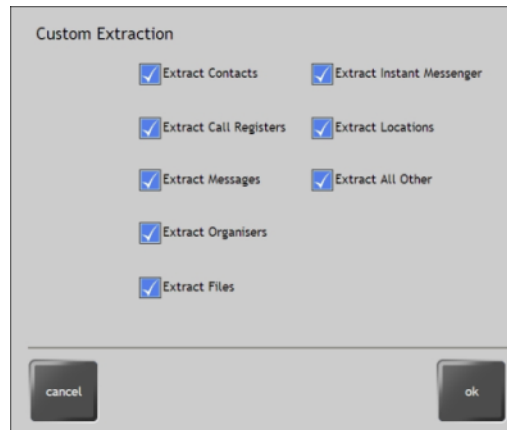 Custom Extraction
Extract Contacts
Extract Instant Messenger
Extract Call Registers
Extract Locations
Extract Messages
Extract All Other
Extract Organisers
Extract Files
cancel
ok